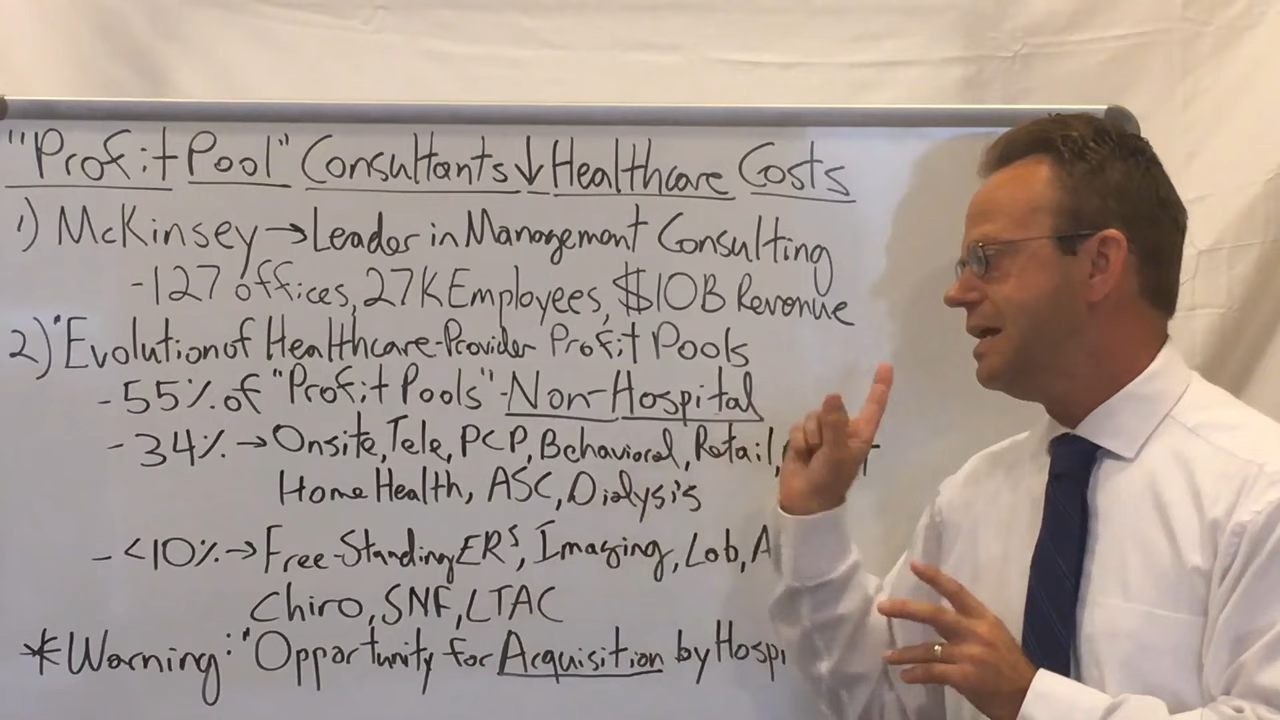 "Profit Pool" Consultants ↓ Healthcare Costs
1) McKinsey → Leader in Management Consulting
- 127 offices, 27K Employees, $10B Revenue
2) "Evolution of Healthcare-Provider Profit Pools
- 55% of "Profit Pools" - Non-Hospital
- 34% → Onsite, Tele, PCP, Behavioral, Retail,
Home Health, ASC, Dialysis
- <10% → Free-Standing ERs, Imaging, Lab,
Chiro, SNF, LTAC
* Warning: "Opportunity for Acquisition by